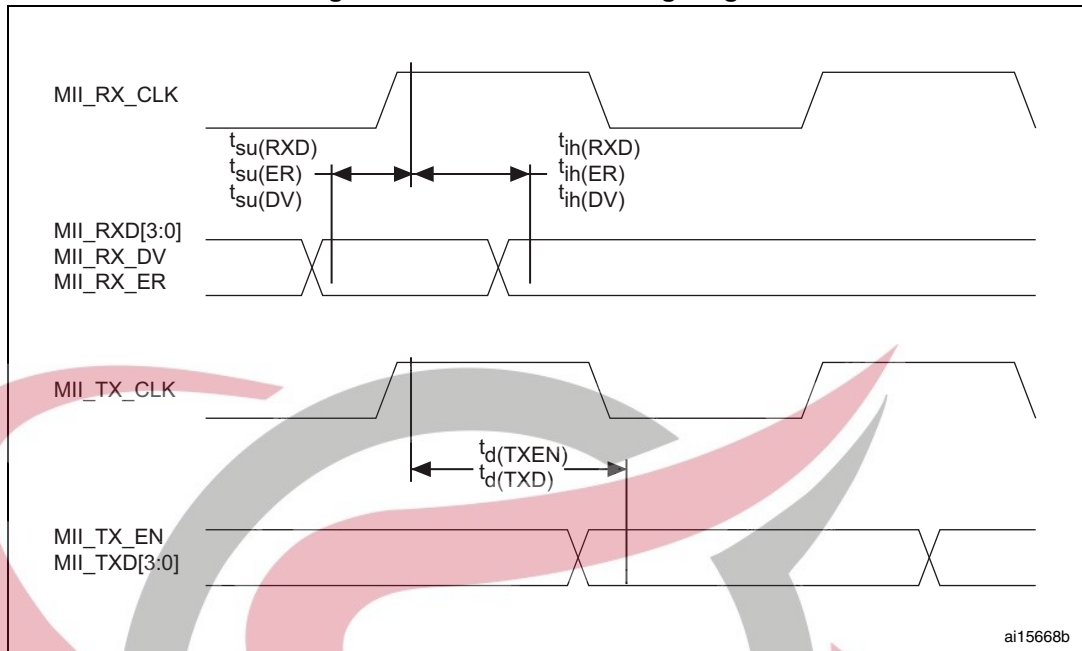 MII_RX_CLK
tsu(RXD)
tsu(ER)
tsu(DV)
tih(RXD)
tih(ER)
tih(DV)
MII_RXD[3:0]
MII_RX_DV
MII_RX_ER
MII_TX_CLK
td(TXEN)
td(TXD)
MII_TX_EN
MII_TXD[3:0]
ai15668b